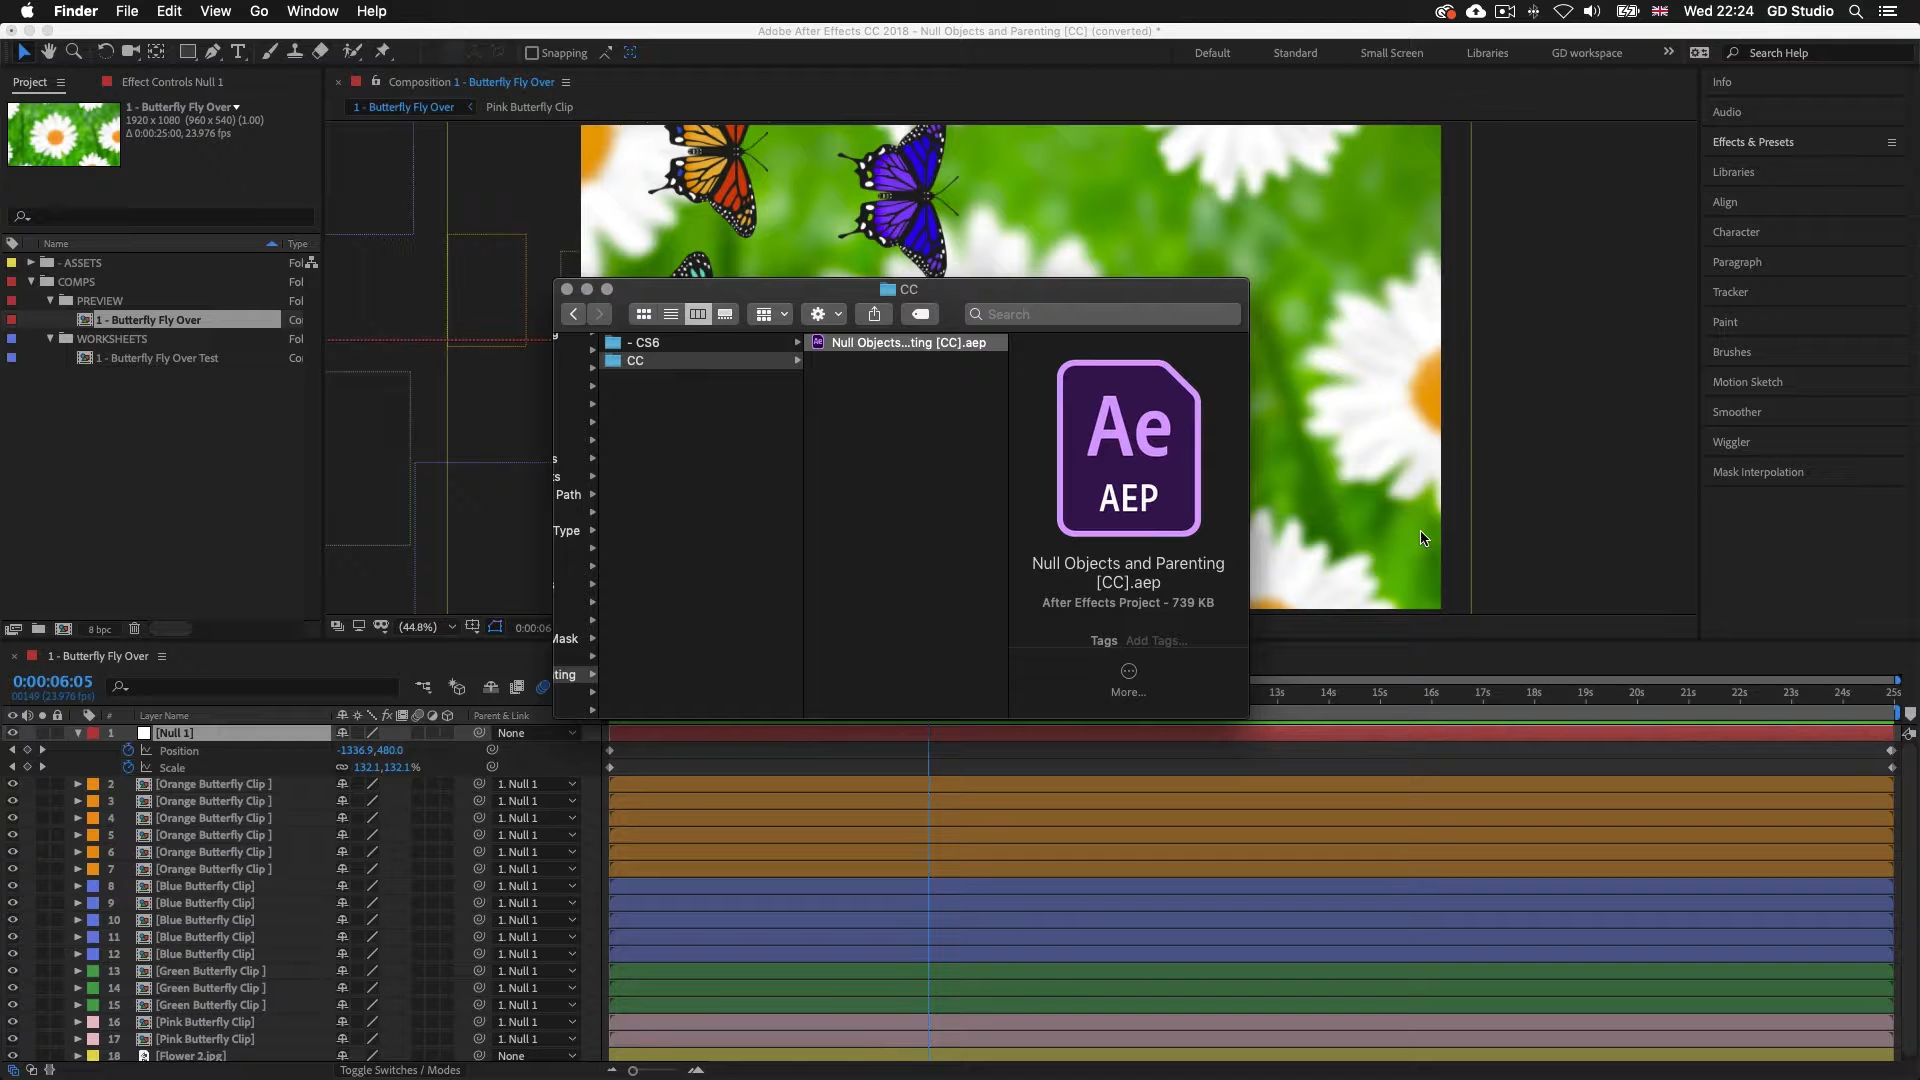 Finder File Edit View Go Window Help Wed 22:24 GD Studio
Adobe After Effects CC 2018 - Null Objects and Parenting [CC] (converted) *
Snapping Default Standard Small Screen Libraries GD workspace Search Help
Project Effect Controls Null 1
Composition 1 - Butterfly Fly Over
1 - Butterfly Fly Over
1920 x 1080 (960 x 540) (1.00)
Δ 0:00:25:00, 23.976 fps
1 - Butterfly Fly Over Pink Butterfly Clip
Name Type
- ASSETS Fol
COMPS Fol
PREVIEW Fol
1 - Butterfly Fly Over Co
WORKSHEETS Fol
1 - Butterfly Fly Over Test Co
8 bpc
(44.8%) 0:00:06
CC
Search
- CS6
CC
Null Objects...ting [CC].aep
Path
Type
Mask
ting
Ae
AEP
Null Objects and Parenting
[CC].aep
After Effects Project - 739 KB
Tags Add Tags...
More...
Info
Audio
Effects & Presets
Libraries
Align
Character
Paragraph
Tracker
Paint
Brushes
Motion Sketch
Smoother
Wiggler
Mask Interpolation
1 - Butterfly Fly Over
0:00:06:05
00149 (23.976 fps)
13s 14s 15s 16s 17s 18s 19s 20s 21s 22s 23s 24s 25s
# Layer Name Parent & Link
1 [Null 1] None
Position -1336.9,480.0
Scale 132.1,132.1%
2 [Orange Butterfly Clip ] 1. Null 1
3 [Orange Butterfly Clip ] 1. Null 1
4 [Orange Butterfly Clip ] 1. Null 1
5 [Orange Butterfly Clip ] 1. Null 1
6 [Orange Butterfly Clip ] 1. Null 1
7 [Orange Butterfly Clip ] 1. Null 1
8 [Blue Butterfly Clip] 1. Null 1
9 [Blue Butterfly Clip] 1. Null 1
10 [Blue Butterfly Clip] 1. Null 1
11 [Blue Butterfly Clip] 1. Null 1
12 [Blue Butterfly Clip] 1. Null 1
13 [Green Butterfly Clip ] 1. Null 1
14 [Green Butterfly Clip ] 1. Null 1
15 [Green Butterfly Clip ] 1. Null 1
16 [Pink Butterfly Clip] 1. Null 1
17 [Pink Butterfly Clip] 1. Null 1
18 [Flower 2.jpg] None
Toggle Switches / Modes